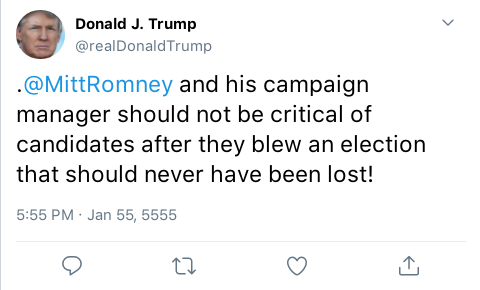 Donald J. Trump
@realDonaldTrump
.@MittRomney and his campaign
manager should not be critical of
candidates after they blew an election
that should never have been lost!
5:55 PM · Jan 55, 5555